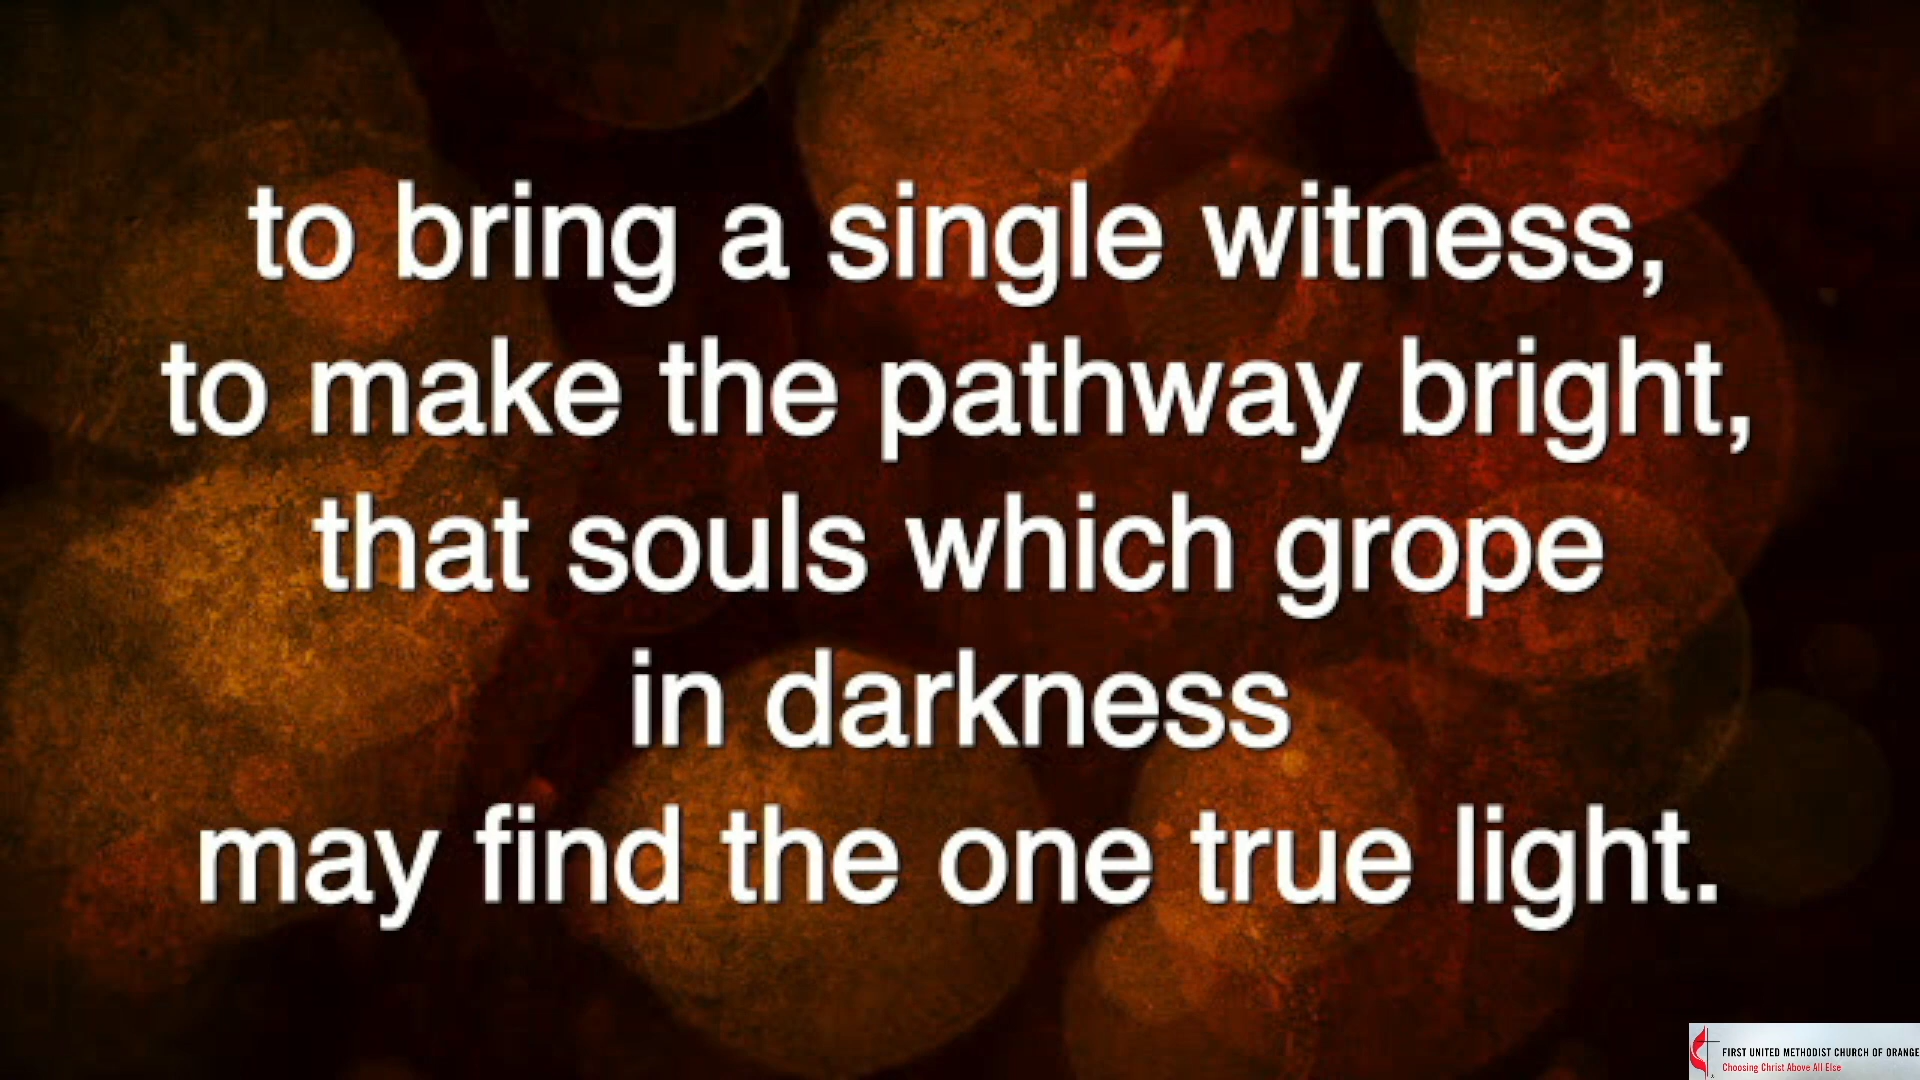 to bring a single witness,
to make the pathway bright,
that souls which grope
in darkness
may find the one true light.
FIRST UNITED METHODIST CHURCH OF ORANGE
Choosing Christ Above All Else